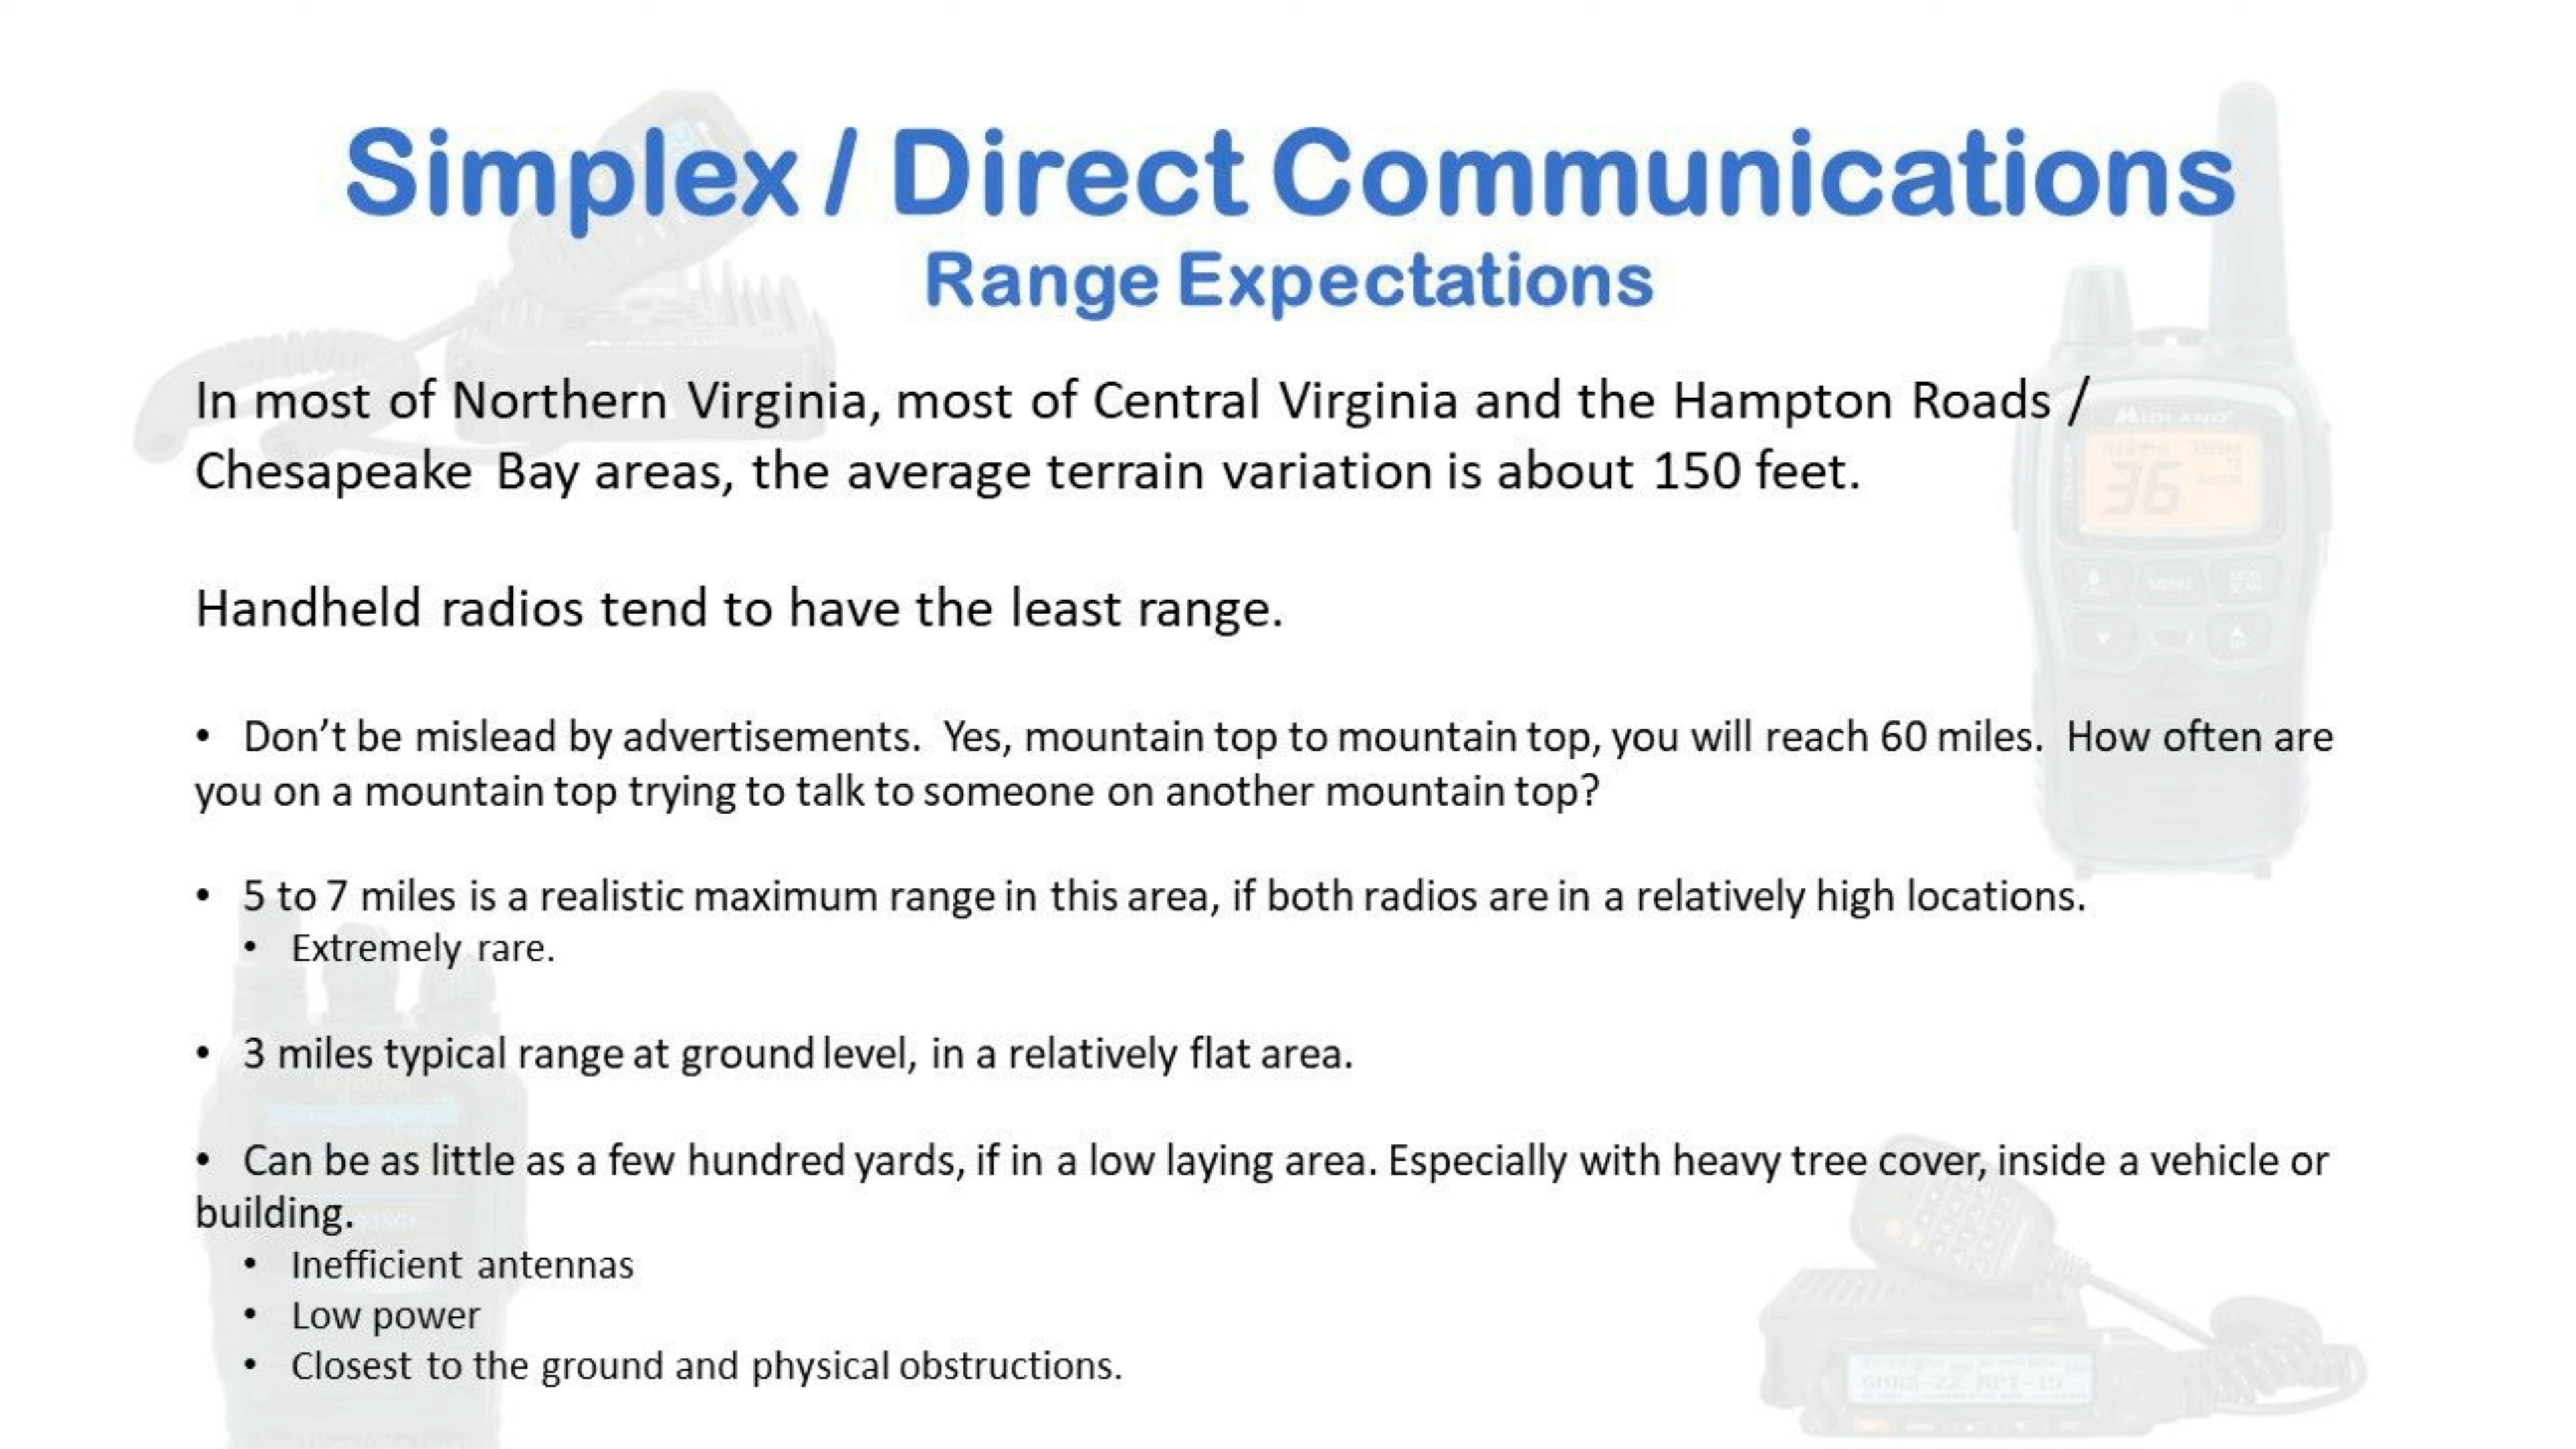 Simplex / Direct Communications
Range Expectations
In most of Northern Virginia, most of Central Virginia and the Hampton Roads /
Chesapeake Bay areas, the average terrain variation is about 150 feet.
MIDLAND
36
Handheld radios tend to have the least range.
MENU
• Don’t be mislead by advertisements. Yes, mountain top to mountain top, you will reach 60 miles. How often are
you on a mountain top trying to talk to someone on another mountain top?
• 5 to 7 miles is a realistic maximum range in this area, if both radios are in a relatively high locations.
• Extremely rare.
• 3 miles typical range at ground level, in a relatively flat area.
• Can be as little as a few hundred yards, if in a low laying area. Especially with heavy tree cover, inside a vehicle or
building.
• Inefficient antennas
• Low power
• Closest to the ground and physical obstructions.